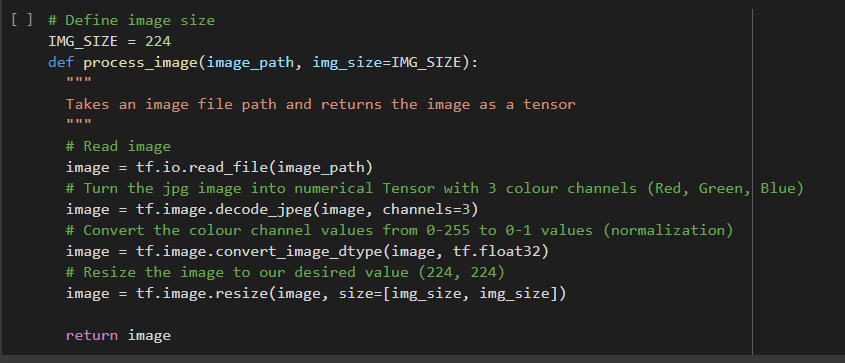 [ ] # Define image size
IMG_SIZE = 224
def process_image(image_path, img_size=IMG_SIZE):
  """
  Takes an image file path and returns the image as a tensor
  """
  # Read image
  image = tf.io.read_file(image_path)
  # Turn the jpg image into numerical Tensor with 3 colour channels (Red, Green, Blue)
  image = tf.image.decode_jpeg(image, channels=3)
  # Convert the colour channel values from 0-255 to 0-1 values (normalization)
  image = tf.image.convert_image_dtype(image, tf.float32)
  # Resize the image to our desired value (224, 224)
  image = tf.image.resize(image, size=[img_size, img_size])
  return image